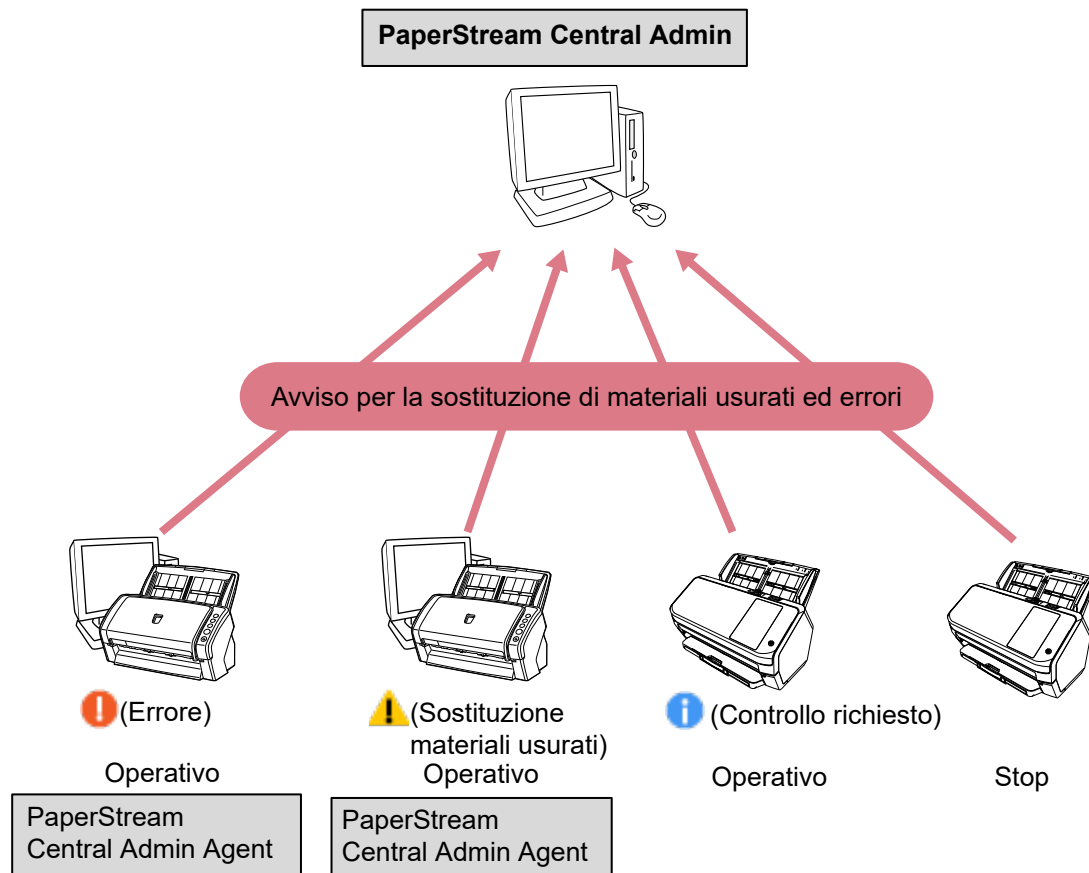 PaperStream Central Admin
Avviso per la sostituzione di materiali usurati ed errori
(Errore)
(Sostituzione
materiali usurati)
(Controllo richiesto)
Operativo
Operativo
Operativo
Stop
PaperStream
Central Admin Agent
PaperStream
Central Admin Agent